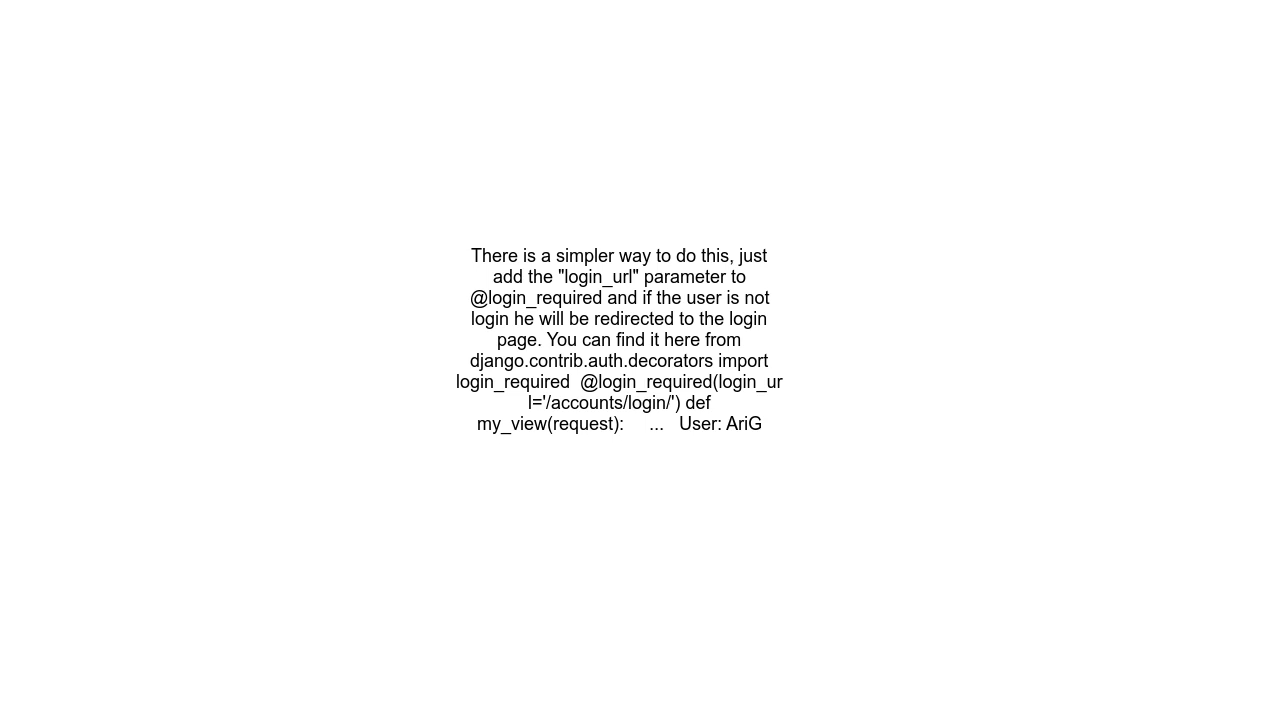 There is a simpler way to do this, just
add the "login_url" parameter to
@login_required and if the user is not
login he will be redirected to the login
page. You can find it here from
django.contrib.auth.decorators import
login_required  @login_required(login_ur
l='/accounts/login/') def
my_view(request):     ...   User: AriG